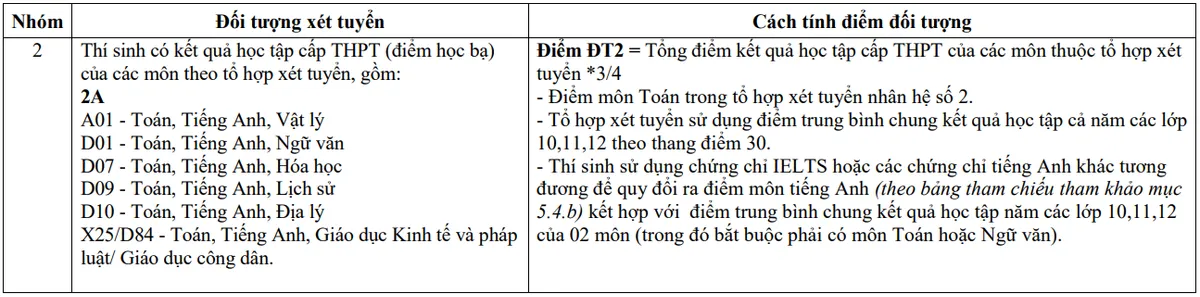 Nhóm
Đối tượng xét tuyển
Cách tính điểm đối tượng
2
Thí sinh có kết quả học tập cấp THPT (điểm học bạ)
của các môn theo tổ hợp xét tuyển, gồm:
2A
A01 - Toán, Tiếng Anh, Vật lý
D01 - Toán, Tiếng Anh, Ngữ văn
D07 - Toán, Tiếng Anh, Hóa học
D09 - Toán, Tiếng Anh, Lịch sử
D10 - Toán, Tiếng Anh, Địa lý
X25/D84 - Toán, Tiếng Anh, Giáo dục Kinh tế và pháp
luật/ Giáo dục công dân.
Điểm ĐT2 = Tổng điểm kết quả học tập cấp THPT của các môn thuộc tổ hợp xét
tuyển *3/4
- Điểm môn Toán trong tổ hợp xét tuyển nhân hệ số 2.
- Tổ hợp xét tuyển sử dụng điểm trung bình chung kết quả học tập cả năm các lớp
10,11,12 theo thang điểm 30.
- Thí sinh sử dụng chứng chỉ IELTS hoặc các chứng chỉ tiếng Anh khác tương
đương để quy đổi ra điểm môn tiếng Anh (theo bảng tham chiếu tham khảo mục
5.4.b) kết hợp với điểm trung bình chung kết quả học tập năm các lớp 10,11,12
của 02 môn (trong đó bắt buộc phải có môn Toán hoặc Ngữ văn).